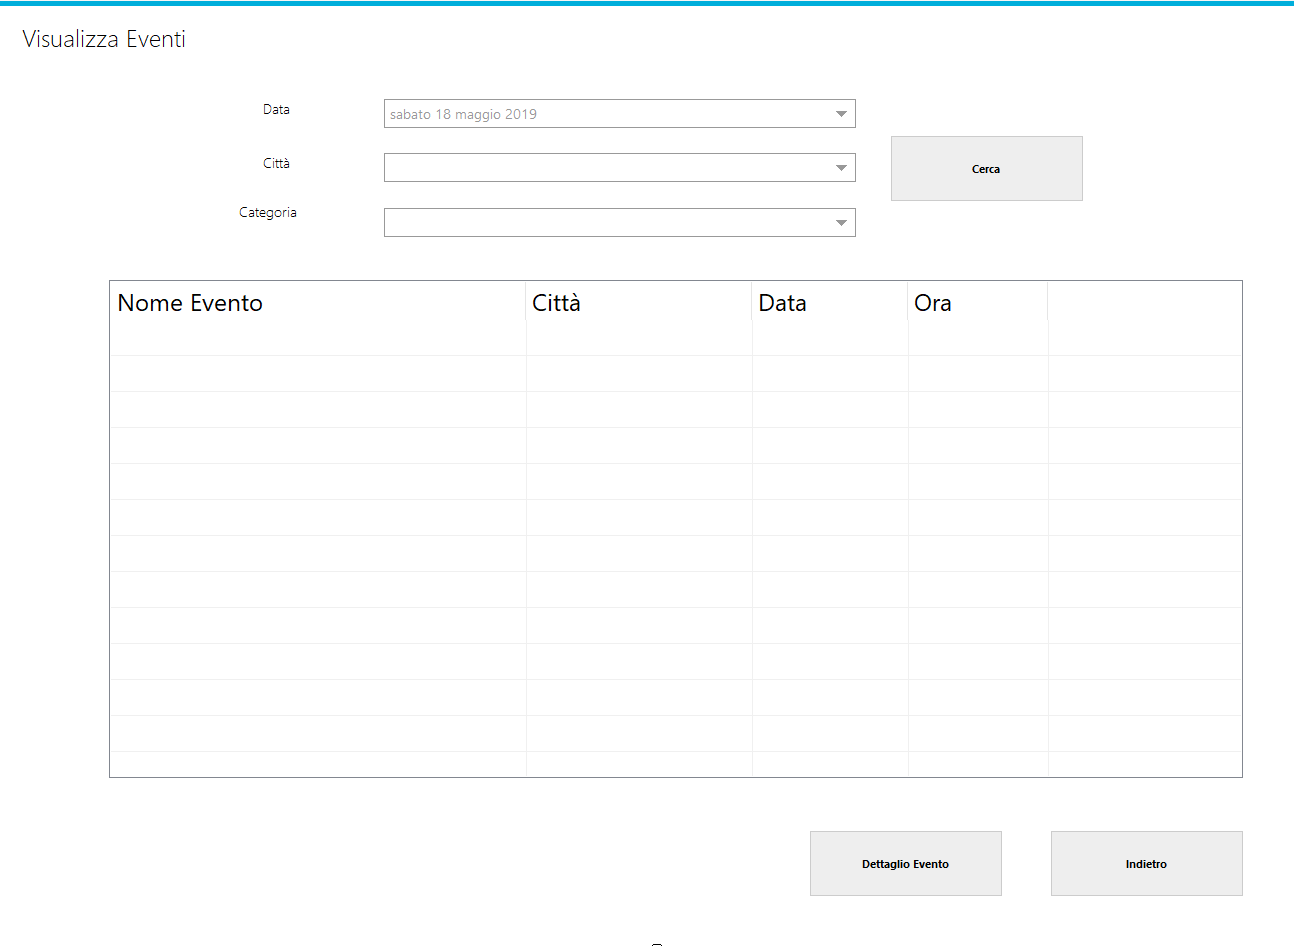 Visualizza Eventi
Data
sabato 18 maggio 2019
Città
Categoria
Cerca
Nome Evento Città Data Ora
Dettaglio Evento
Indietro